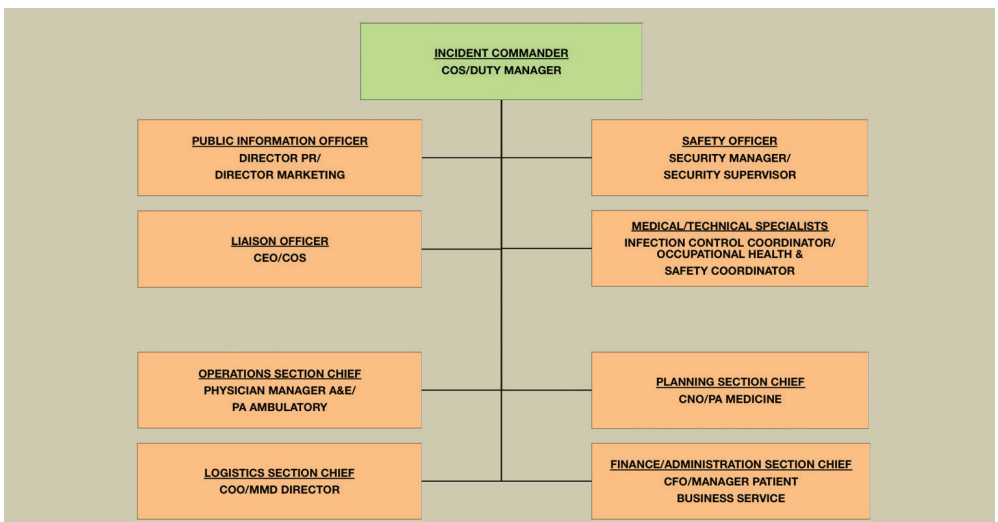 INCIDENT COMMANDER
COS/DUTY MANAGER
PUBLIC INFORMATION OFFICER
DIRECTOR PR/
DIRECTOR MARKETING
SAFETY OFFICER
SECURITY MANAGER/
SECURITY SUPERVISOR
LIAISON OFFICER
CEO/COS
MEDICAL/TECHNICAL SPECIALISTS
INFECTION CONTROL COORDINATOR/
OCCUPATIONAL HEALTH &
SAFETY COORDINATOR
OPERATIONS SECTION CHIEF
PHYSICIAN MANAGER A&E/
PA AMBULATORY
PLANNING SECTION CHIEF
CNO/PA MEDICINE
LOGISTICS SECTION CHIEF
COO/MMD DIRECTOR
FINANCE/ADMINISTRATION SECTION CHIEF
CFO/MANAGER PATIENT
BUSINESS SERVICE